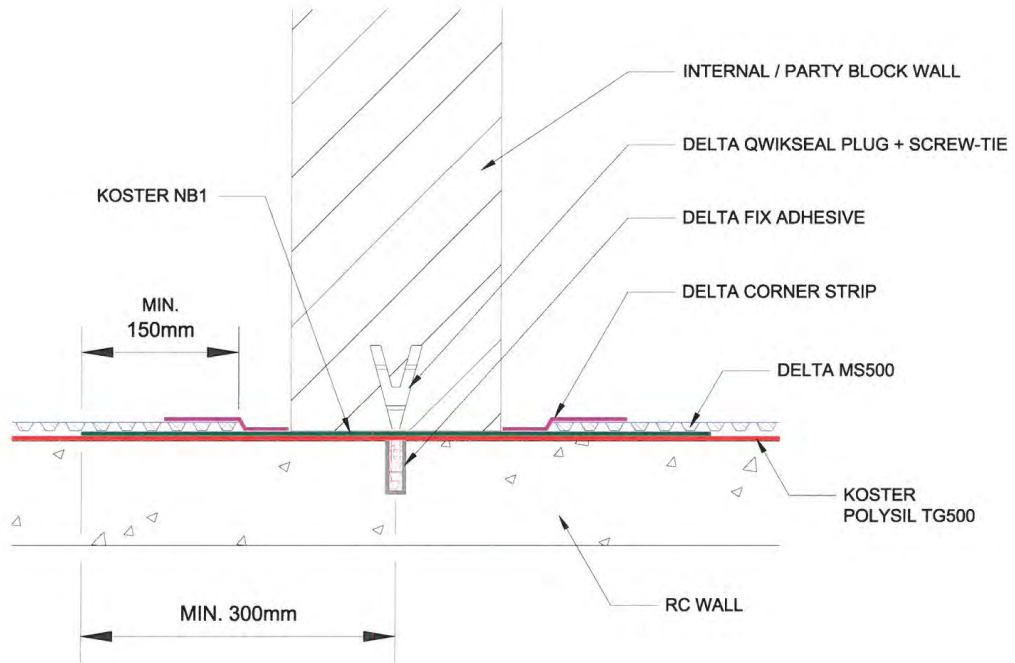 INTERNAL / PARTY BLOCK WALL
DELTA QWIKSEAL PLUG + SCREW-TIE
KOSTER NB1
DELTA FIX ADHESIVE
DELTA CORNER STRIP
MIN.
150mm
DELTA MS500
KOSTER
POLYSIL TG500
RC WALL
MIN. 300mm